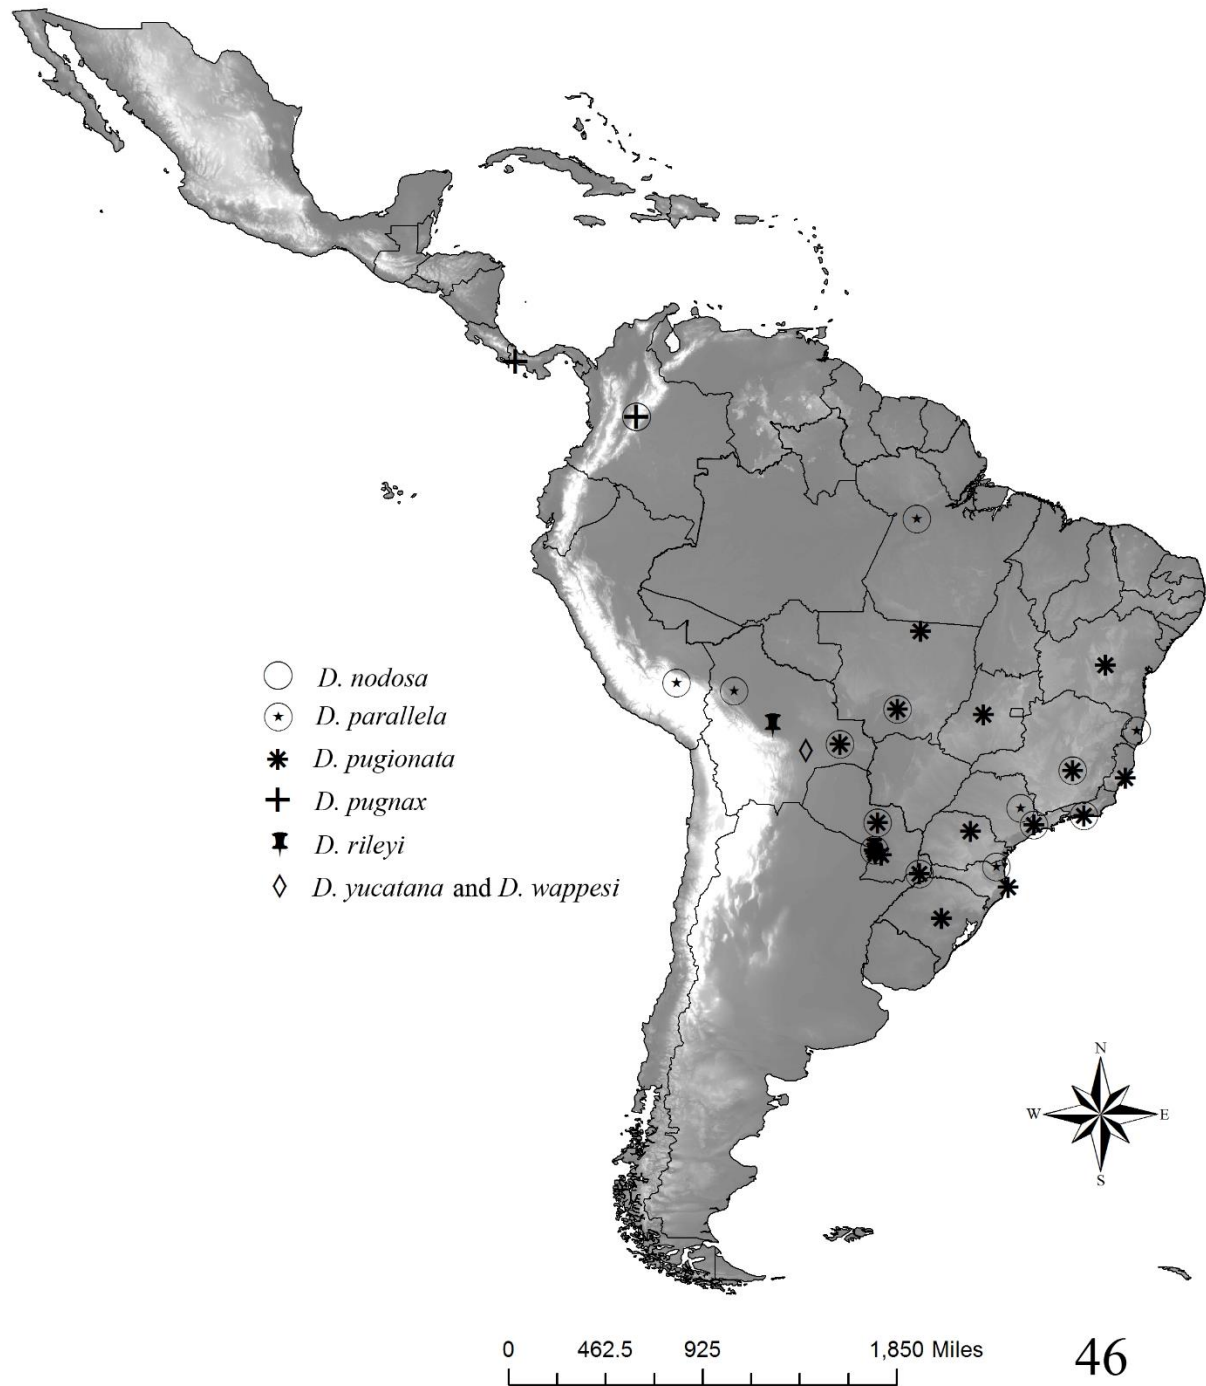 D. nodosa
D. parallela
D. pugionata
D. pugnax
D. rileyi
D. yucatana and D. wappesi
N
W E
S
0 462.5 925 1,850 Miles
46